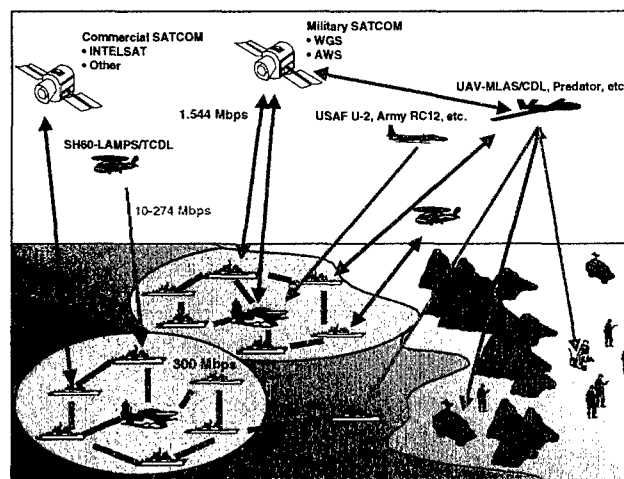 Commercial SATCOM
• INTELSAT
• Other
Military SATCOM
• WGS
• AWS
UAV-MLAS/CDL, Predator, etc
USAF U-2, Army RC12, etc.
1.544 Mbps
SH60-LAMPS/TCDL
10-274 Mbps
300 Mbps